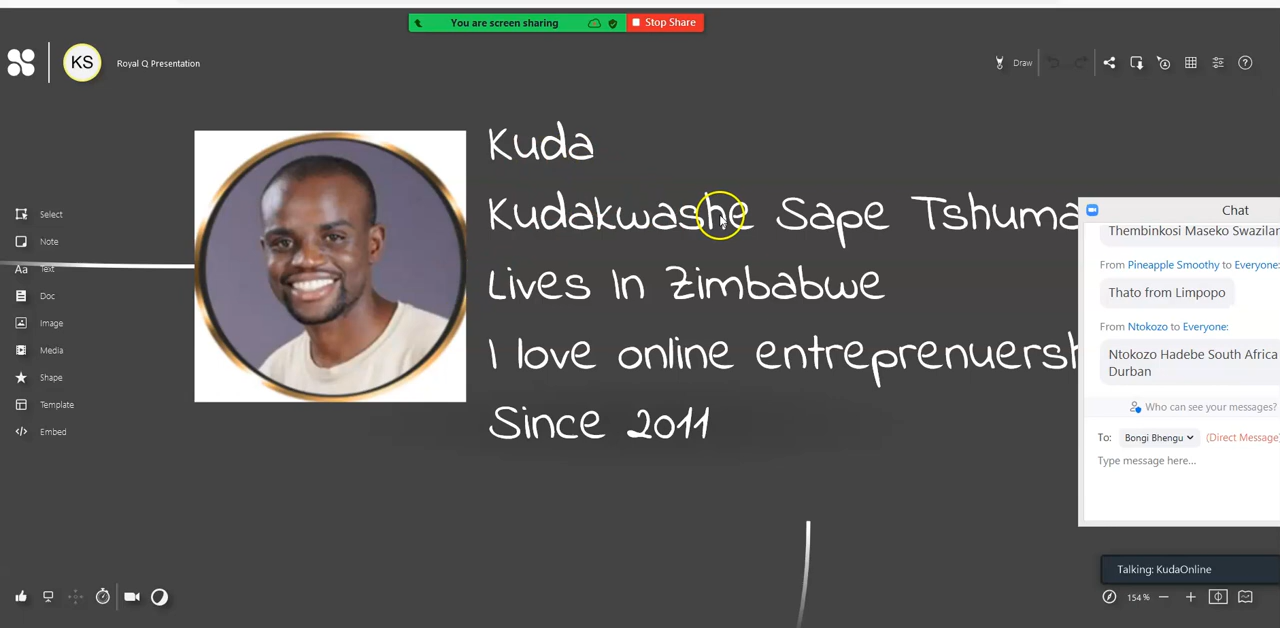 You are screen sharing
Stop Share
KS
Royal Q Presentation
Draw
Kuda
Kudakwashe Sape Tshuma
Lives In Zimbabwe
I love online entreprenuersh
Since 2011
Select
Note
Aa Text
Doc
Image
Media
Shape
Template
Embed
Chat
Thembinkosi Maseko Swazilan
From Pineapple Smoothy to Everyone:
Thato from Limpopo
From Ntokozo to Everyone:
Ntokozo Hadebe South Africa
Durban
Who can see your messages?
To: Bongi Bhengu (Direct Message)
Type message here...
Talking: KudaOnline
154 %